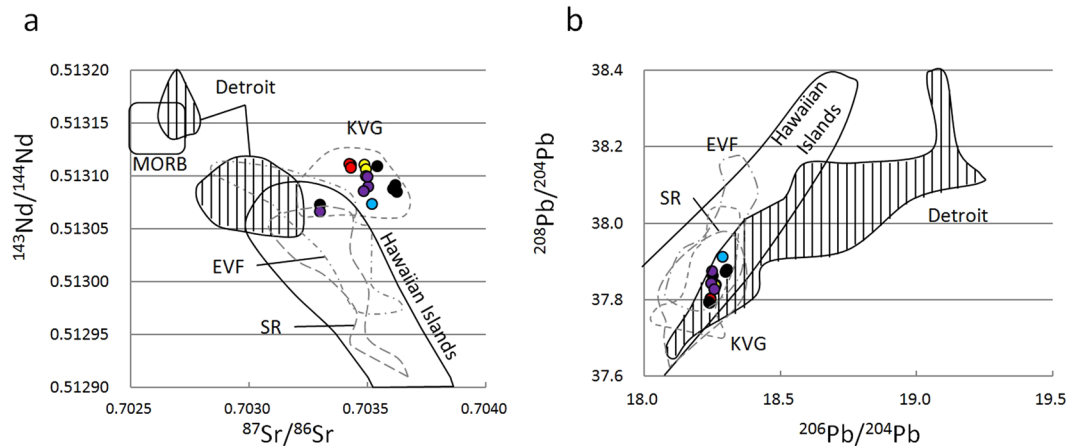 a
0.51320
0.51315
0.51310
0.51305
0.51300
0.51295
0.51290
143Nd/144Nd
Detroit
KVG
MORB
EVF
SR
Hawaiian Islands
0.7025
0.7030
0.7035
0.7040
87Sr/86Sr
b
38.4
38.2
38.0
37.8
37.6
208Pb/204Pb
Hawaiian
Islands
EVF
SR
Detroit
KVG
18.0
18.5
19.0
19.5
206Pb/204Pb